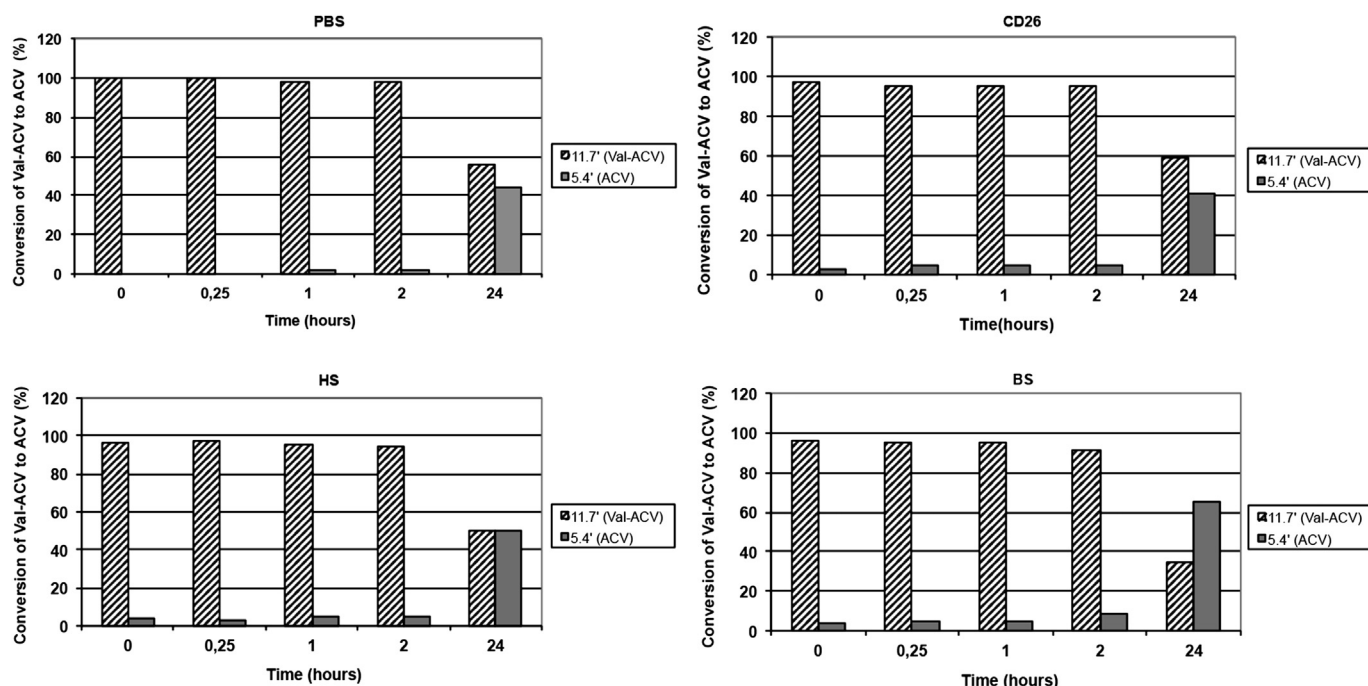 PBS
Conversion of Val-ACV to ACV (%)
120
100
80
60
40
20
0
0 0,25 1 2 24
Time (hours)
11.7' (Val-ACV)
5.4' (ACV)
CD26
Conversion of Val-ACV to ACV (%)
120
100
80
60
40
20
0
0 0,25 1 2 24
Time(hours)
11.7' (Val-ACV)
5.4' (ACV)
HS
Conversion of Val-ACV to ACV (%)
120
100
80
60
40
20
0
0 0,25 1 2 24
Time (hours)
11.7' (Val-ACV)
5.4' (ACV)
BS
Conversion of Val-ACV to ACV (%)
120
100
80
60
40
20
0
0 0,25 1 2 24
Time (hours)
11.7' (Val-ACV)
5.4' (ACV)